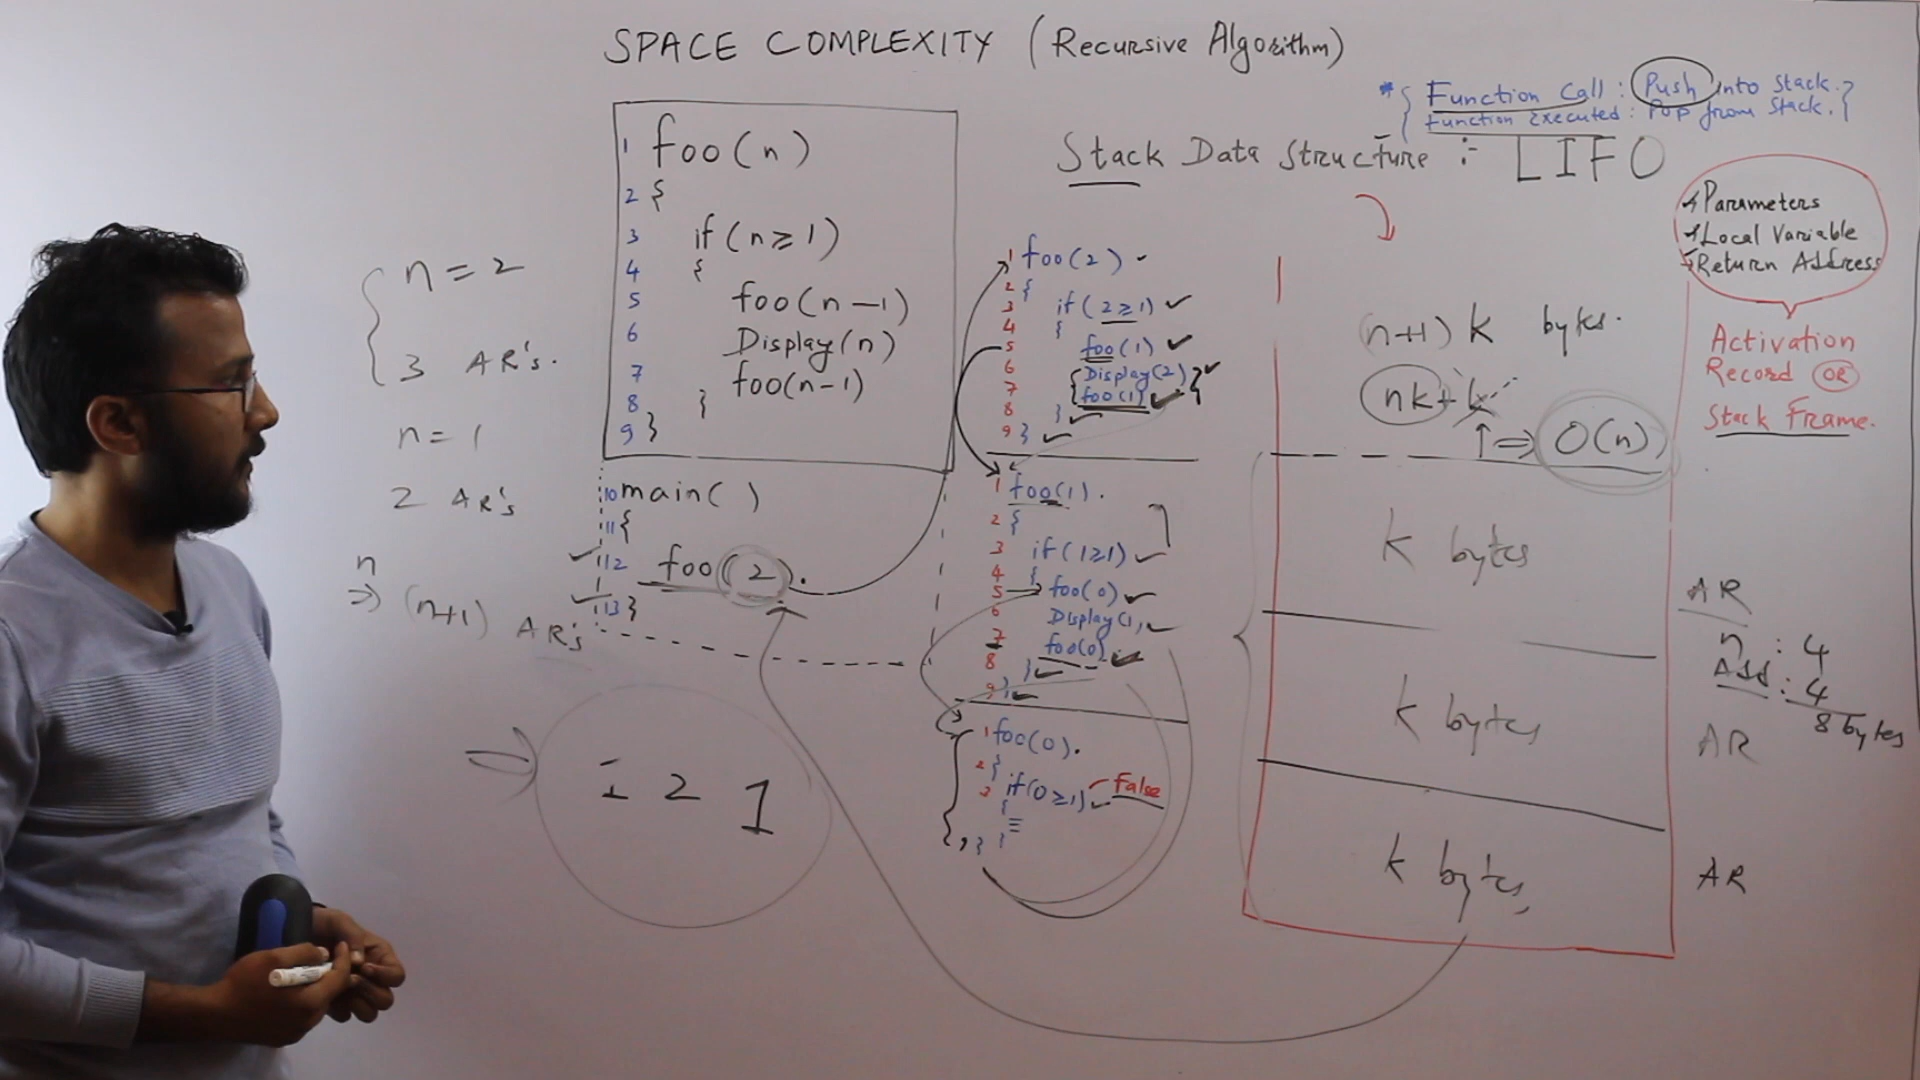 SPACE COMPLEXITY (Recursive Algorithm)
* { Function Call : Push into Stack. }
{ Function Executed : Pop from Stack. }
Stack Data Structure :- LIFO
1 foo(n)
2 {
3 if(n≥1)
4 {
5 foo(n-1)
6 Display(n)
7 foo(n-1)
8 }
9 }
10 main( )
11 {
12 foo(2).
13 }
n = 2
3 AR's.
n = 1
2 AR's
n
⇒ (n+1) AR's
⇒ 1 2 1
1 foo(2)
2 {
3 if(2≥1) ✓
4 {
5 foo(1) ✓
6 {Display(2)} ✓
7 {foo(1) ✓}
8 } ✓
9 } ✓
1 foo(1).
2 {
3 if(1≥1) ✓
4 {
5 → foo(0) ✓
6 Display(1, ✓
7 foo(0) ✓
8 } ✓
9 } ✓
1 foo(0).
2 {
3 if(0≥1) ✓ False
{
≡
} }
(n+1) k bytes.
nk + k
↑ ⇒ O(n)
k bytes
k bytes
k bytes
Parameters
Local Variable
Return Address
Activation
Record OR
Stack Frame.
AR
n : 4
Add : 4
8 bytes
AR
AR